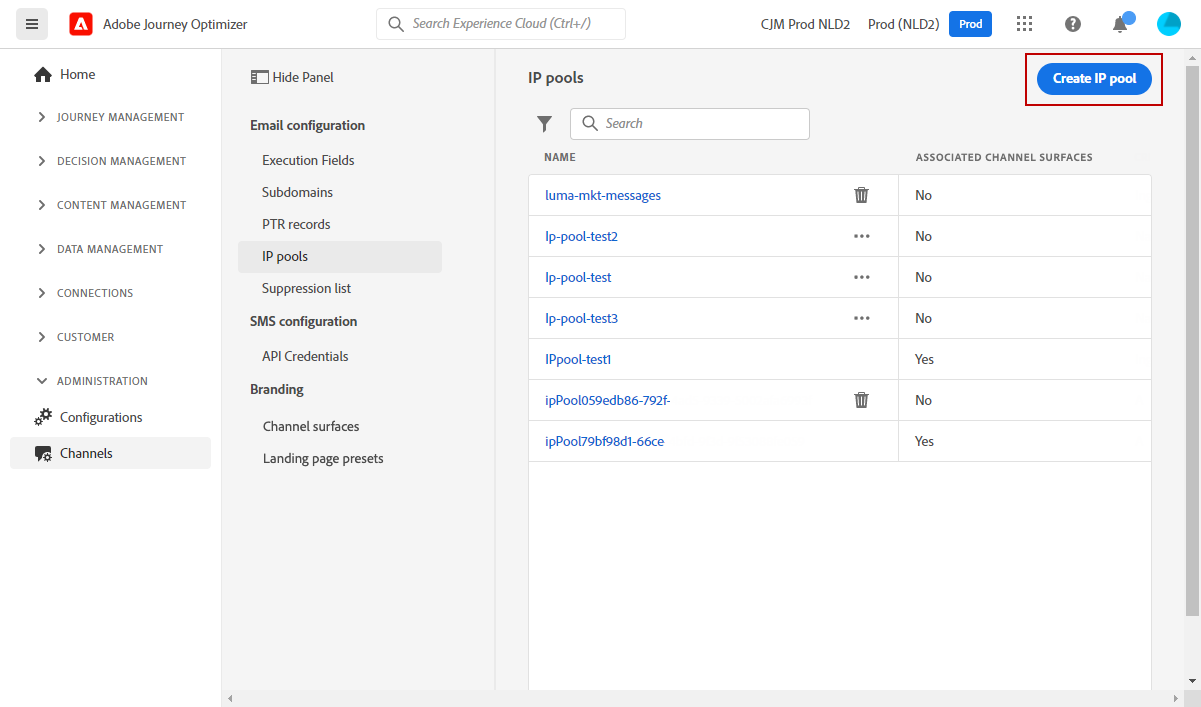 Adobe Journey Optimizer
Search Experience Cloud (Ctrl+/)
CJM Prod NLD2
Prod (NLD2)
Prod
Home
JOURNEY MANAGEMENT
DECISION MANAGEMENT
CONTENT MANAGEMENT
DATA MANAGEMENT
CONNECTIONS
CUSTOMER
ADMINISTRATION
Configurations
Channels
Hide Panel
Email configuration
Execution Fields
Subdomains
PTR records
IP pools
Suppression list
SMS configuration
API Credentials
Branding
Channel surfaces
Landing page presets
IP pools
Create IP pool
Search
NAME ASSOCIATED CHANNEL SURFACES
luma-mkt-messages No
Ip-pool-test2 No
Ip-pool-test No
Ip-pool-test3 No
IPpool-test1 Yes
ipPool059edb86-792f- No
ipPool79bf98d1-66ce Yes